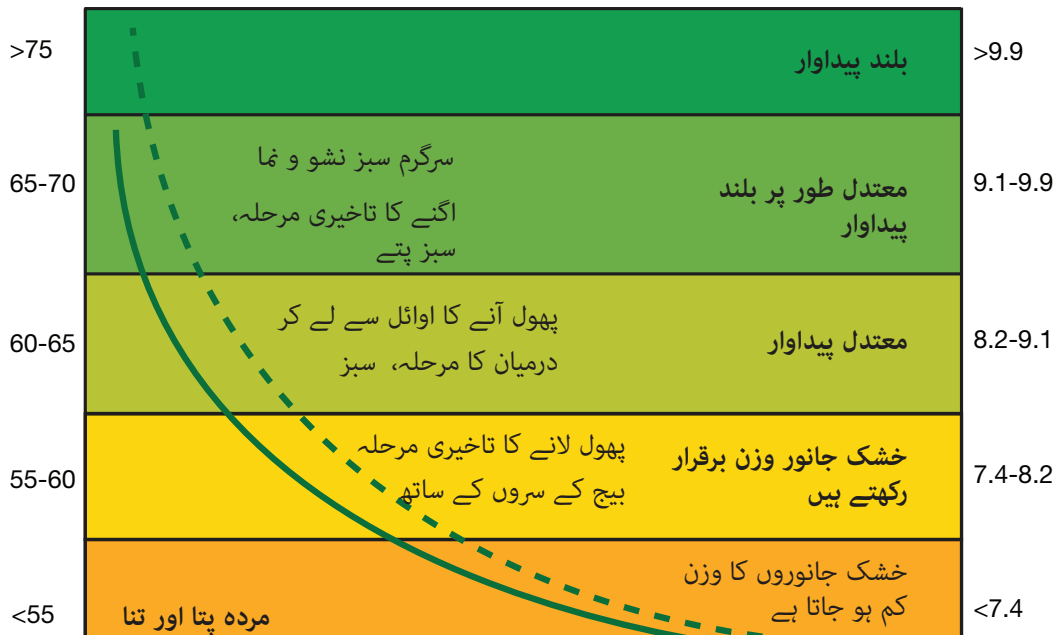 >75
بلند پیداوار
>9.9
65-70
سرگرم سبز نشو و نما
اگنے کا تاخیری مرحلہ،
سبز پتے
معتدل طور پر بلند
پیداوار
9.1-9.9
60-65
پھول آنے کا اوائل سے لے کر
درمیان کا مرحلہ، سبز
معتدل پیداوار
8.2-9.1
55-60
پھول لانے کا تاخیری مرحلہ
بیج کے سروں کے ساتھ
خشک جانور وزن برقرار
رکھتے ہیں
7.4-8.2
<55
مردہ پتا اور تنا
خشک جانوروں کا وزن
کم ہو جاتا ہے
<7.4